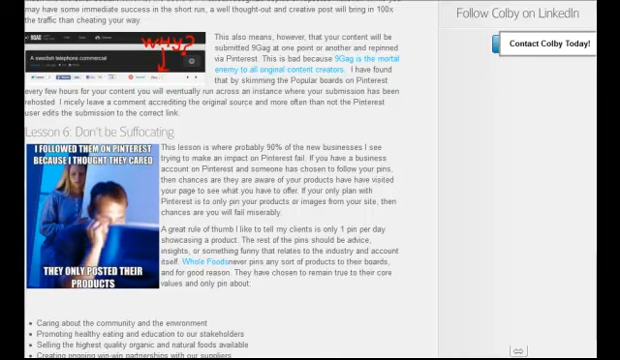 may have some immediate success in the short run, a well thought-out and creative post will bring in 100x
the traffic than cheating your way.
WHY?
9GAG
A swedish telephone commercial
This also means, however, that your content will be
submitted 9Gag at one point or another and repinned
via Pinterest. This is bad because 9Gag is the mortal
enemy to all original content creators. I have found
that by skimming the Popular boards on Pinterest
every few hours for your content you will eventually run across an instance where your submission has been
rehosted. I nicely leave a comment accrediting the original source and more often than not the Pinterest
user edits the submission to the correct link.
Lesson 6: Don't be Suffocating
I FOLLOWED THEM ON PINTEREST
BECAUSE I THOUGHT THEY CARED
THEY ONLY POSTED THEIR
PRODUCTS
This lesson is where probably 90% of the new businesses I see
trying to make an impact on Pinterest fail. If you have a business
account on Pinterest and someone has chosen to follow your pins,
then chances are they are aware of your products have have visited
your page to see what you have to offer. If your only plan with
Pinterest is to only pin your products or images from your site, then
chances are you will fail miserably.
A great rule of thumb I like to tell my clients is only 1 pin per day
showcasing a product. The rest of the pins should be advice,
insights, or something funny that relates to the industry and account
itself. Whole Foods never pins any sort of products to their boards,
and for good reason. They have chosen to remain true to their core
values and only pin about:
Caring about the community and the environment
Promoting healthy eating and education to our stakeholders
Selling the highest quality organic and natural foods available
Creating ongoing win-win partnerships with our suppliers
Follow Colby on LinkedIn
Contact Colby Today!